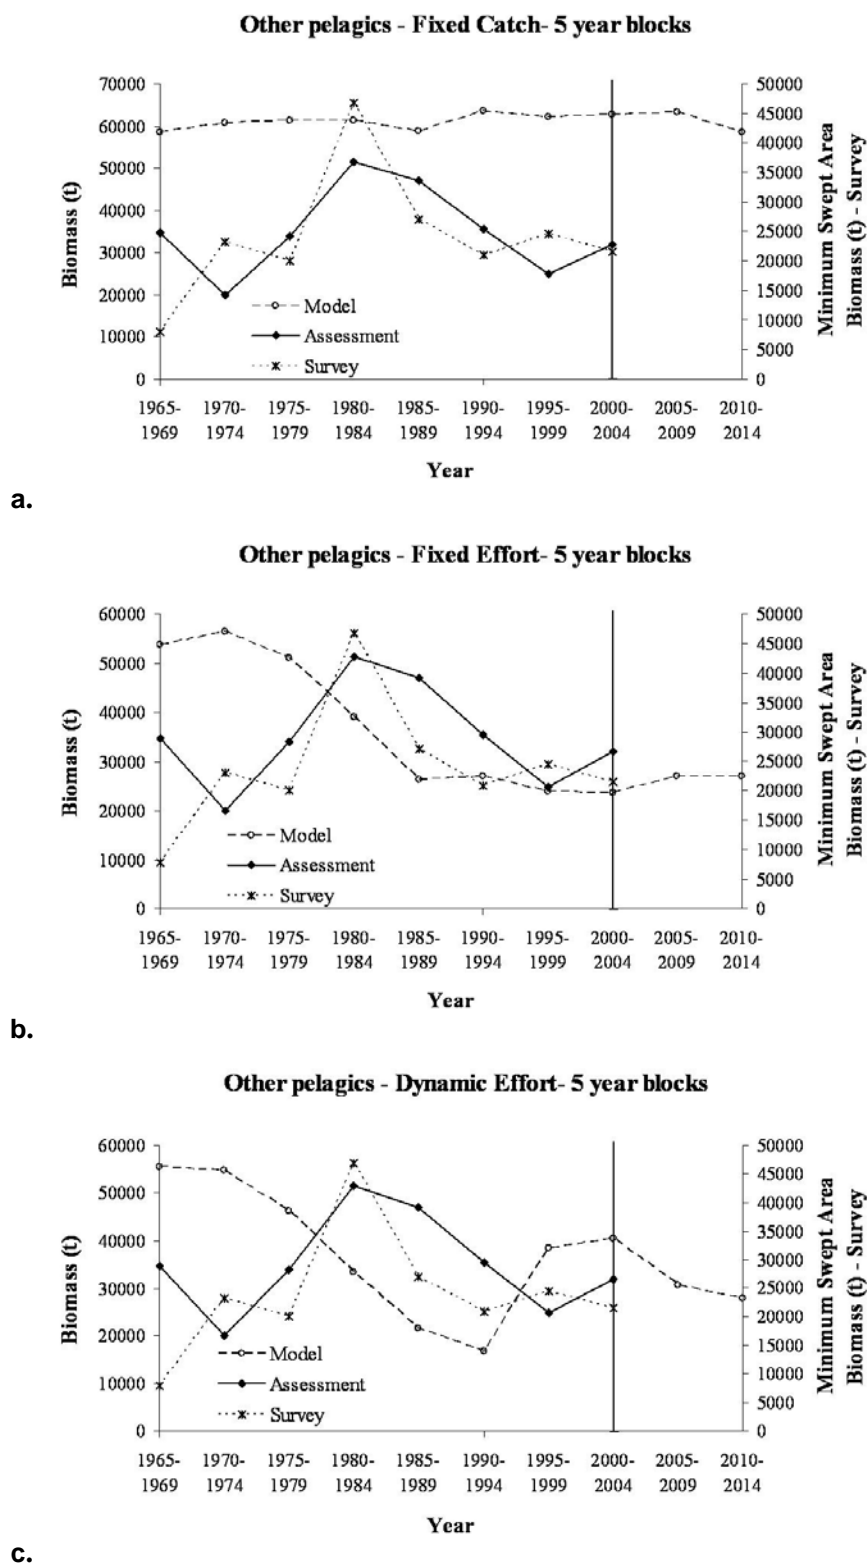 Other pelagics - Fixed Catch- 5 year blocks
70000
60000
50000
40000
30000
20000
10000
0
Biomass (t)
50000
45000
40000
35000
30000
25000
20000
15000
10000
5000
0
Minimum Swept Area
Biomass (t) - Survey
Model
Assessment
Survey
1965- 1970- 1975- 1980- 1985- 1990- 1995- 2000- 2005- 2010-
1969 1974 1979 1984 1989 1994 1999 2004 2009 2014
Year
a.
Other pelagics - Fixed Effort- 5 year blocks
60000
50000
40000
30000
20000
10000
0
Biomass (t)
50000
45000
40000
35000
30000
25000
20000
15000
10000
5000
0
Minimum Swept Area
Biomass (t) - Survey
Model
Assessment
Survey
1965- 1970- 1975- 1980- 1985- 1990- 1995- 2000- 2005- 2010-
1969 1974 1979 1984 1989 1994 1999 2004 2009 2014
Year
b.
Other pelagics - Dynamic Effort- 5 year blocks
60000
50000
40000
30000
20000
10000
0
Biomass (t)
50000
45000
40000
35000
30000
25000
20000
15000
10000
5000
0
Minimum Swept Area
Biomass (t) - Survey
Model
Assessment
Survey
1965- 1970- 1975- 1980- 1985- 1990- 1995- 2000- 2005- 2010-
1969 1974 1979 1984 1989 1994 1999 2004 2009 2014
Year
c.